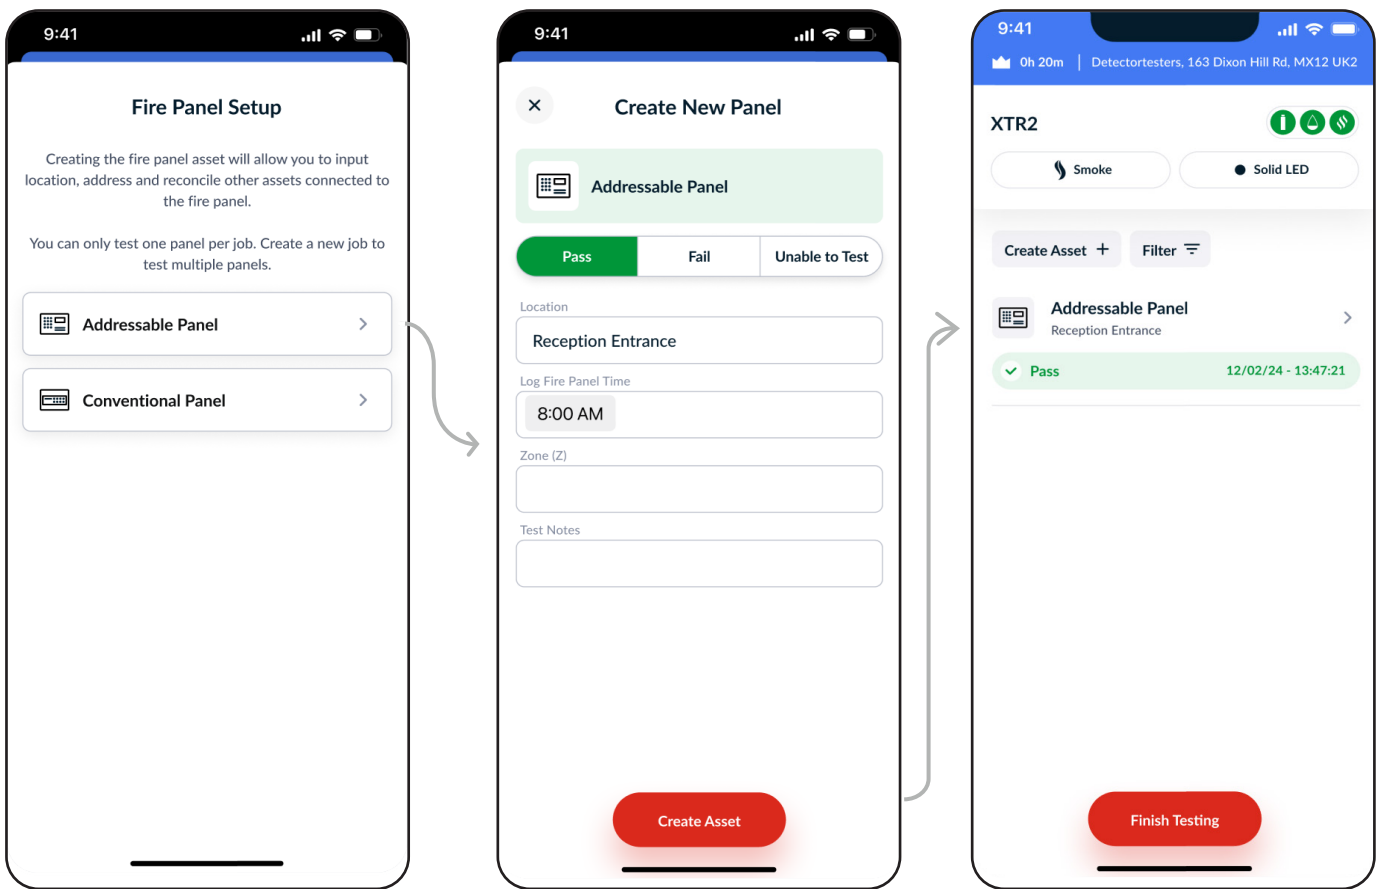 9:41
Fire Panel Setup
Creating the fire panel asset will allow you to input
location, address and reconcile other assets connected to
the fire panel.
You can only test one panel per job. Create a new job to
test multiple panels.
Addressable Panel
Conventional Panel
9:41
Create New Panel
Addressable Panel
Pass Fail Unable to Test
Location
Reception Entrance
Log Fire Panel Time
8:00 AM
Zone (Z)
Test Notes
Create Asset
9:41
0h 20m Detectortesters, 163 Dixon Hill Rd, MX12 UK2
XTR2
Smoke Solid LED
Create Asset + Filter
Addressable Panel
Reception Entrance
Pass 12/02/24 - 13:47:21
Finish Testing